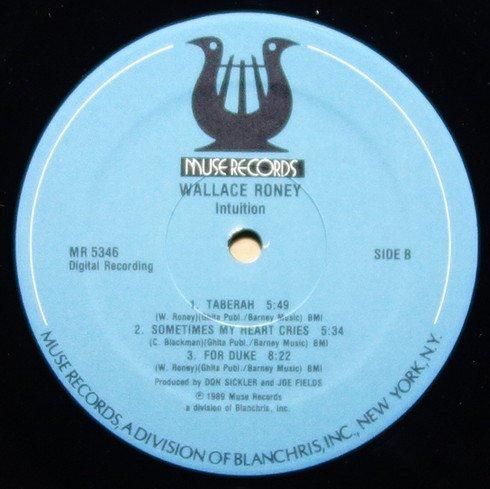 MUSE RECORDS
WALLACE RONEY
Intuition
MR 5346
Digital Recording
SIDE B
1. TABERAH 5:49
(W. Roney)(Ghita Publ./Barney Music) BMI
2. SOMETIMES MY HEART CRIES 5:34
(C. Blackman)(Ghita Publ./Barney Music) BMI
3. FOR DUKE 8:22
(W. Roney)(Ghita Publ./Barney Music) BMI
Produced by DON SICKLER and JOE FIELDS
℗ 1989 Muse Records
a division of Blanchris, Inc.
MUSE RECORDS, A DIVISION OF BLANCHRIS, INC., NEW YORK, N.Y.